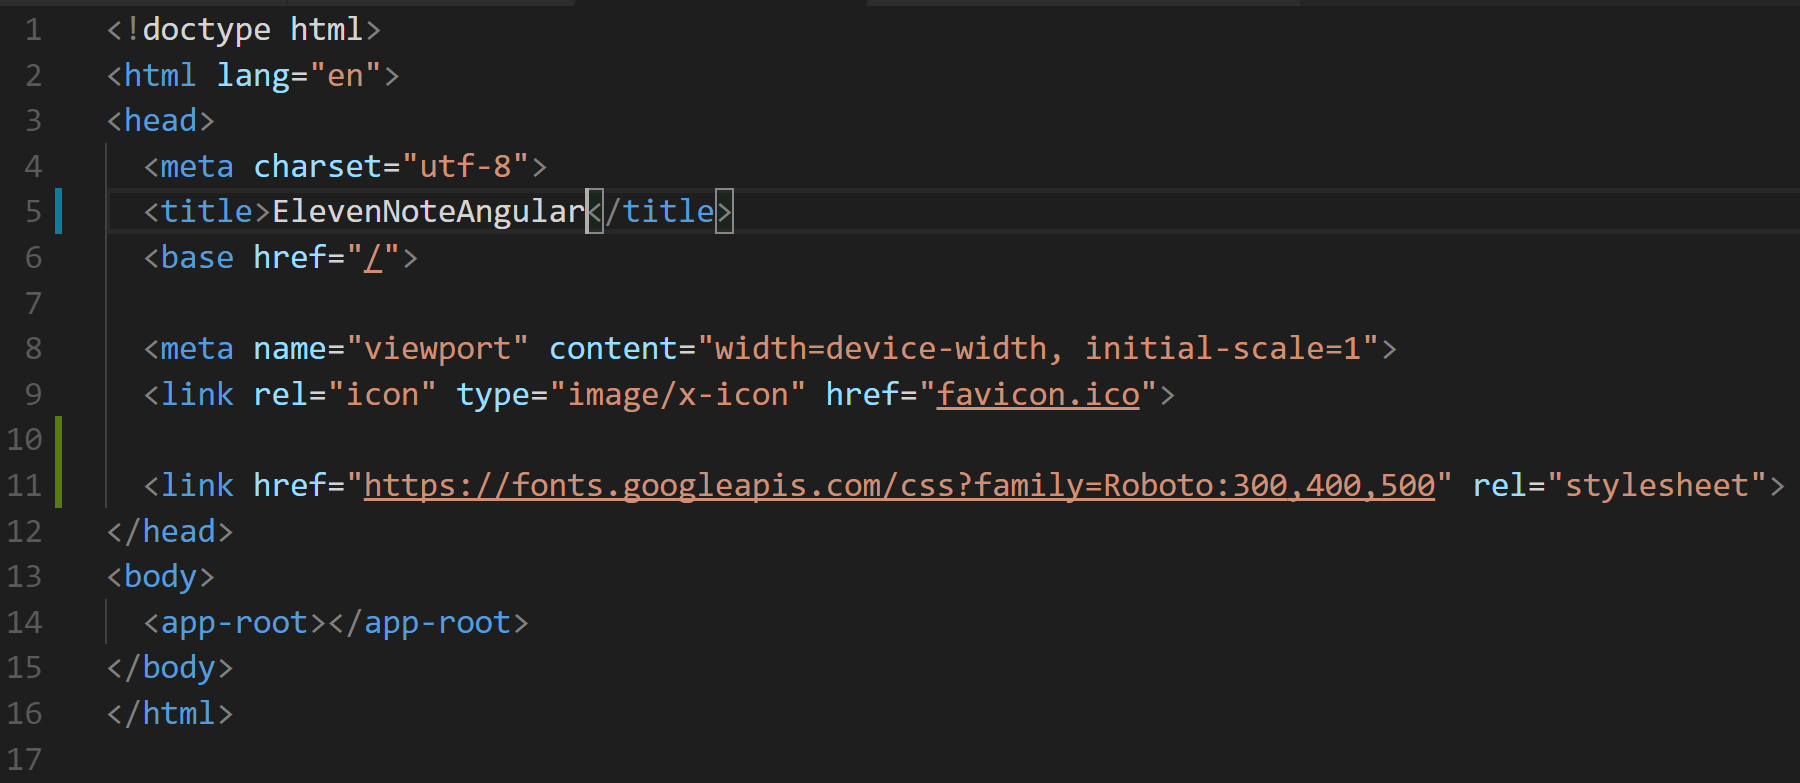 1 <!doctype html>
2 <html lang="en">
3 <head>
4   <meta charset="utf-8">
5   <title>ElevenNoteAngular</title>
6   <base href="/">
7
8   <meta name="viewport" content="width=device-width, initial-scale=1">
9   <link rel="icon" type="image/x-icon" href="favicon.ico">
10
11   <link href="https://fonts.googleapis.com/css?family=Roboto:300,400,500" rel="stylesheet">
12 </head>
13 <body>
14   <app-root></app-root>
15 </body>
16 </html>
17